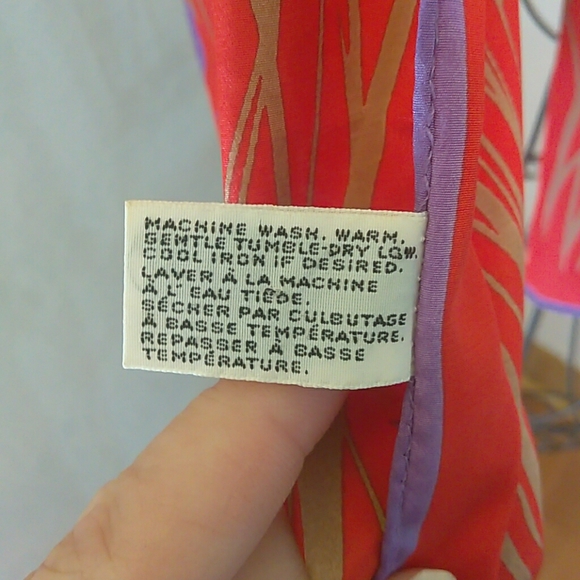 MACHINE WASH. WARM.
GENTLE TUMBLE-DRY LOW.
COOL IRON IF DESIRED.
LAVER À LA MACHINE
À L'EAU TIÈDE.
SÉCHER PAR CULBUTAGE
À BASSE TEMPÉRATURE.
REPASSER À BASSE
TEMPÉRATURE.